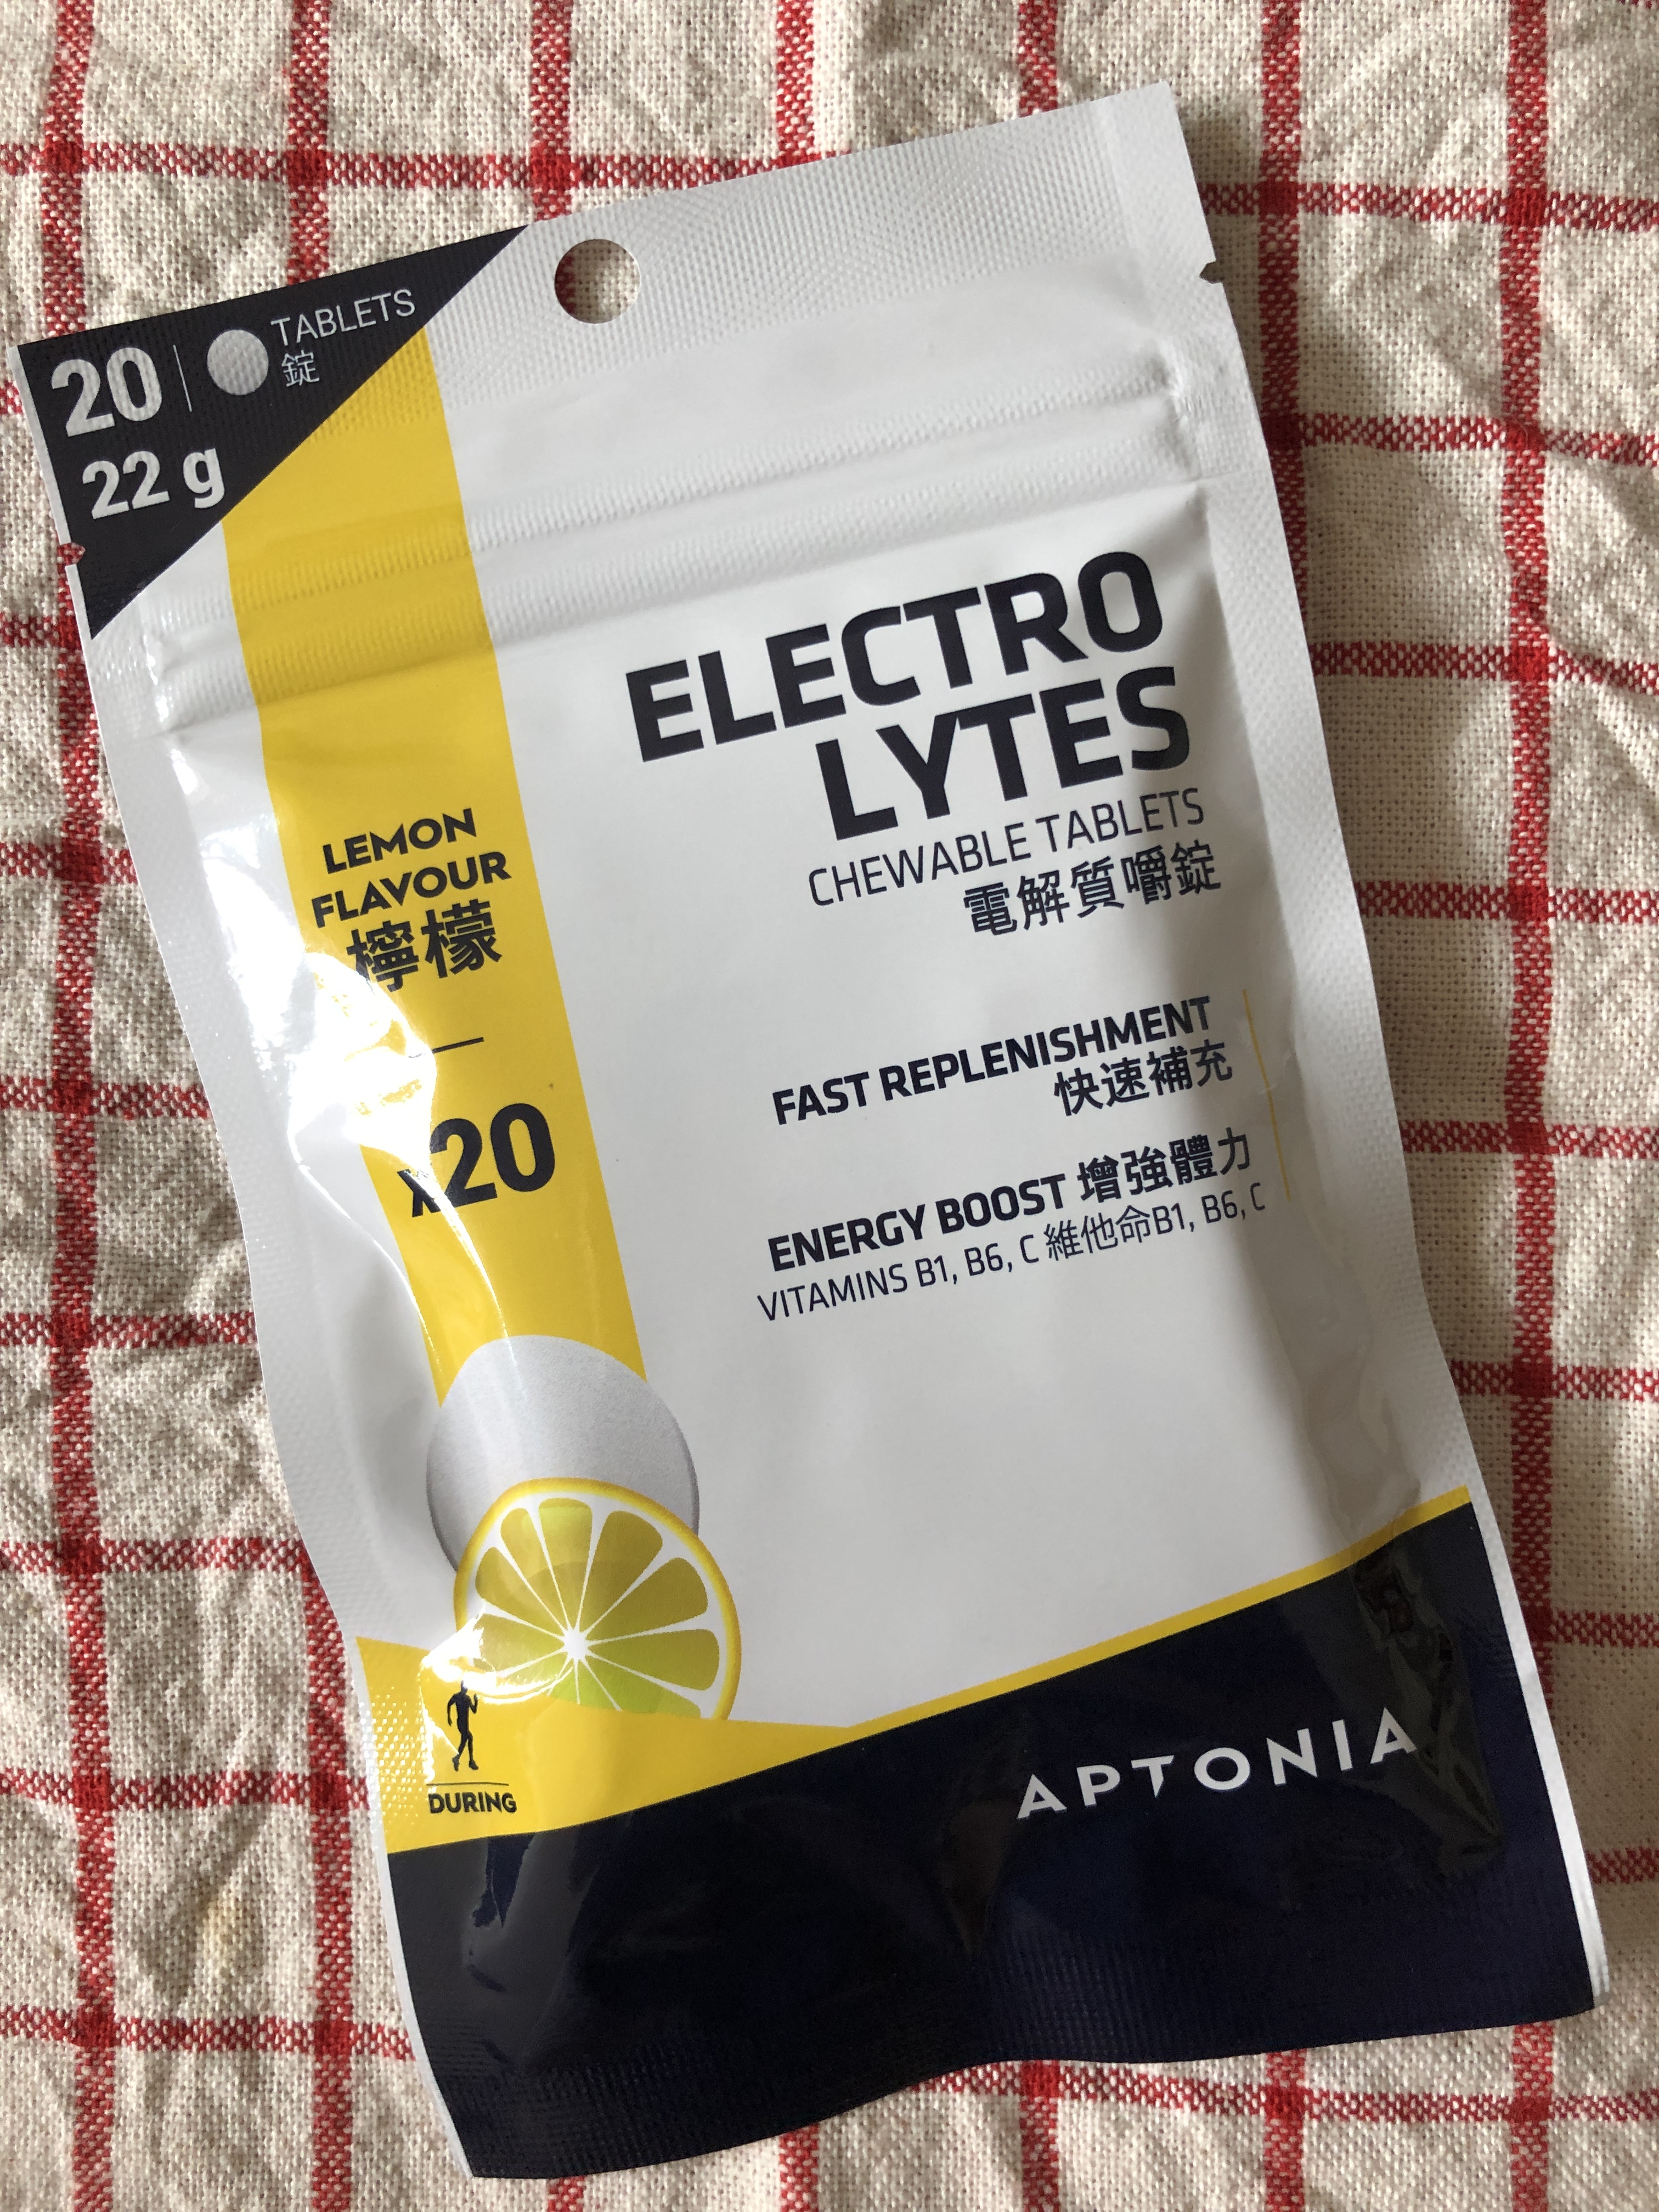 20 TABLETS
錠
22 g
ELECTRO
LYTES
CHEWABLE TABLETS
電解質嚼錠
LEMON
FLAVOUR
檸檬
x20
FAST REPLENISHMENT
快速補充
ENERGY BOOST 增強體力
VITAMINS B1, B6, C 維他命B1, B6, C
DURING
APTONIA